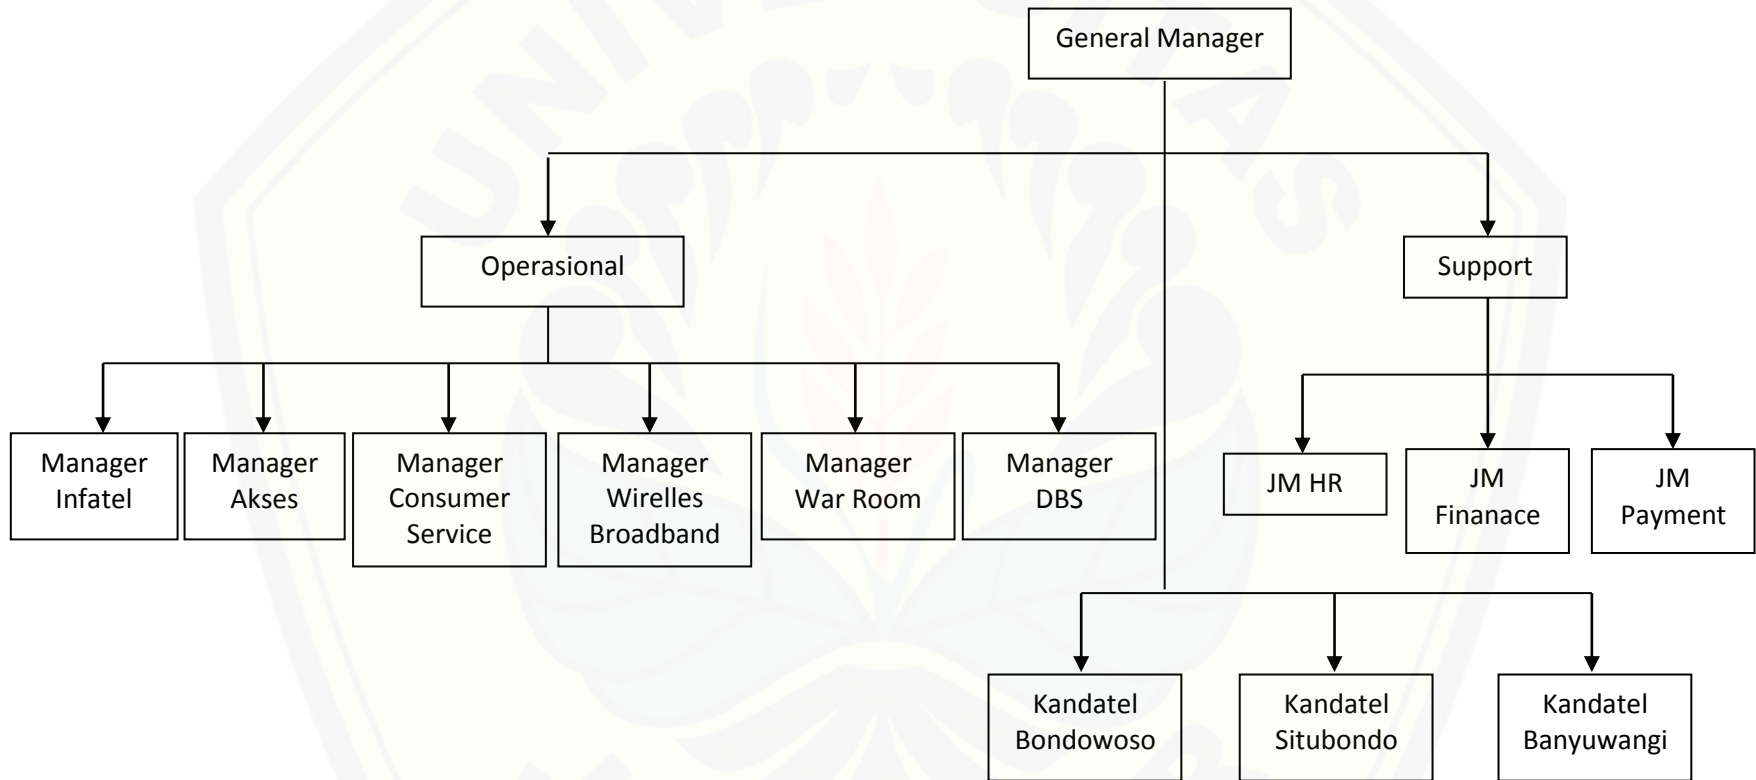 General Manager
Operasional
Support
Manager
Infatel
Manager
Akses
Manager
Consumer
Service
Manager
Wirelles
Broadband
Manager
War Room
Manager
DBS
JM HR
JM
Finanace
JM
Payment
Kandatel
Bondowoso
Kandatel
Situbondo
Kandatel
Banyuwangi